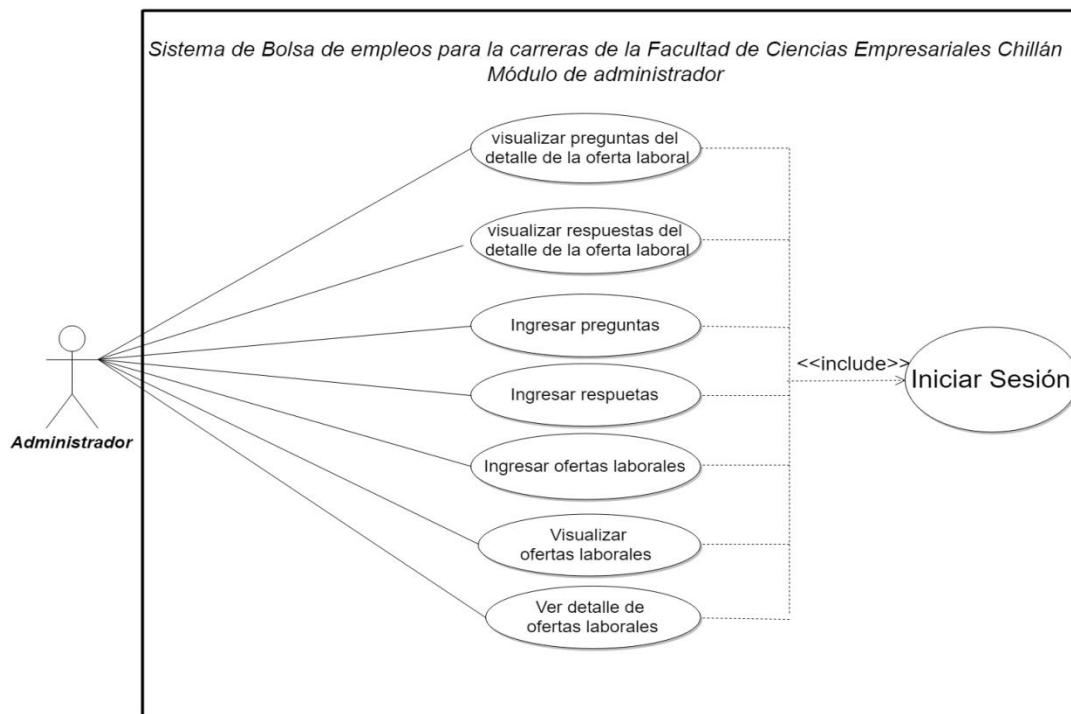 Sistema de Bolsa de empleos para la carreras de la Facultad de Ciencias Empresariales Chillán
Módulo de administrador
visualizar preguntas del
detalle de la oferta laboral
visualizar respuestas del
detalle de la oferta laboral
Ingresar preguntas
<<include>>
Iniciar Sesión
Ingresar respuetas
Administrador
Ingresar ofertas laborales
Visualizar
ofertas laborales
Ver detalle de
ofertas laborales